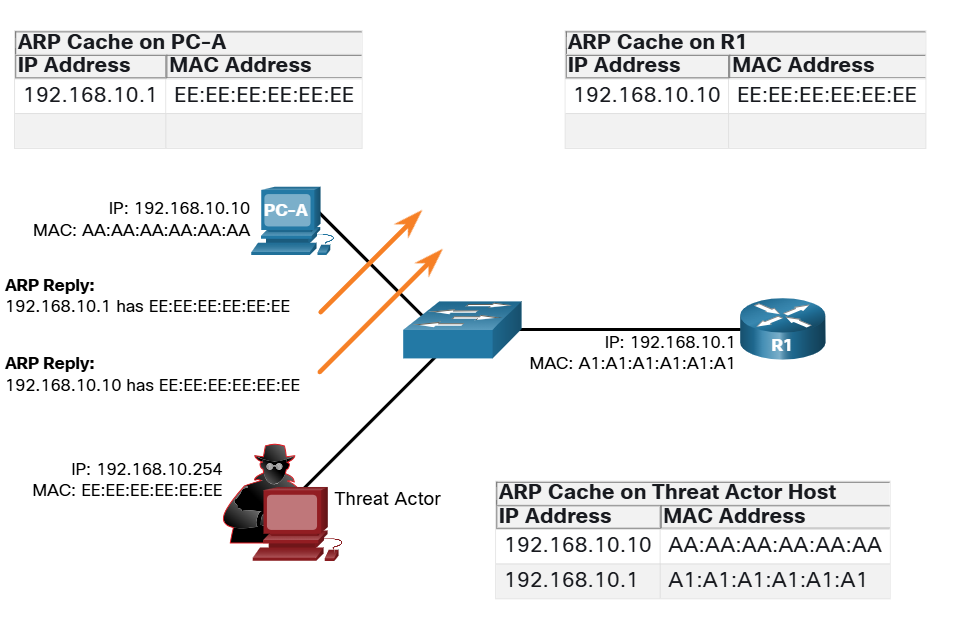 ARP Cache on PC-A
IP Address MAC Address
192.168.10.1 EE:EE:EE:EE:EE:EE
ARP Cache on R1
IP Address MAC Address
192.168.10.10 EE:EE:EE:EE:EE:EE
IP: 192.168.10.10
MAC: AA:AA:AA:AA:AA:AA
PC-A
ARP Reply:
192.168.10.1 has EE:EE:EE:EE:EE:EE
ARP Reply:
192.168.10.10 has EE:EE:EE:EE:EE:EE
IP: 192.168.10.1
MAC: A1:A1:A1:A1:A1:A1
R1
IP: 192.168.10.254
MAC: EE:EE:EE:EE:EE:EE
Threat Actor
ARP Cache on Threat Actor Host
IP Address MAC Address
192.168.10.10 AA:AA:AA:AA:AA:AA
192.168.10.1 A1:A1:A1:A1:A1:A1